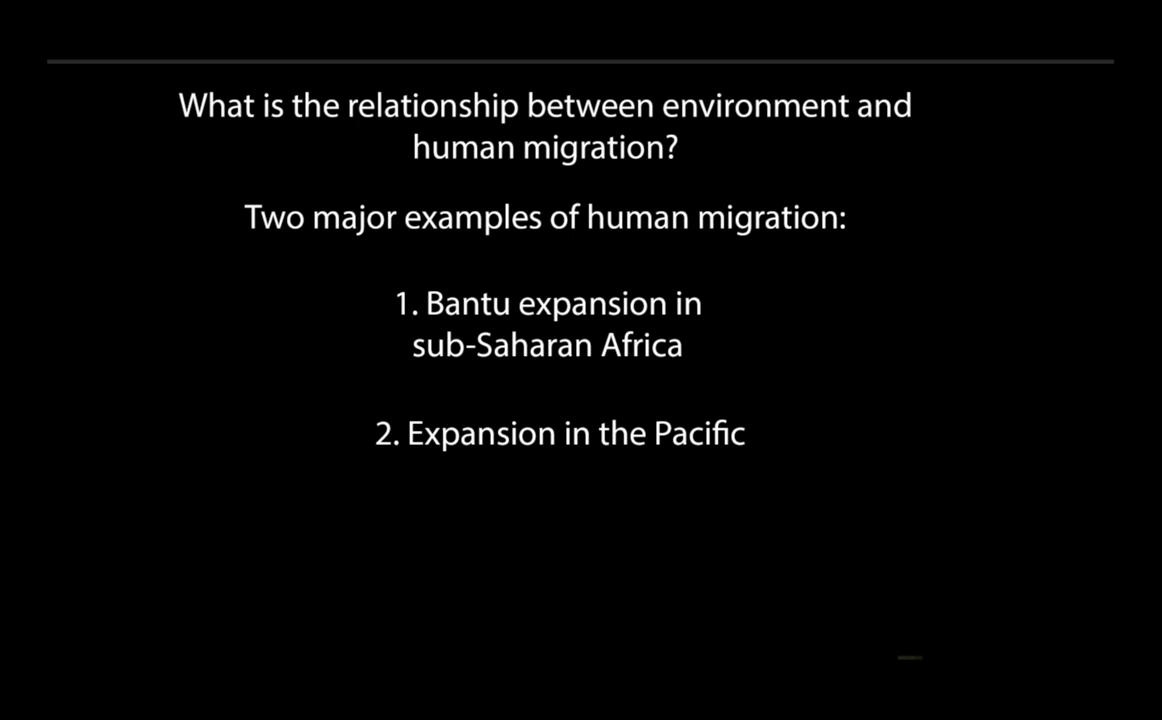 What is the relationship between environment and
human migration?
Two major examples of human migration:
1. Bantu expansion in
sub-Saharan Africa
2. Expansion in the Pacific